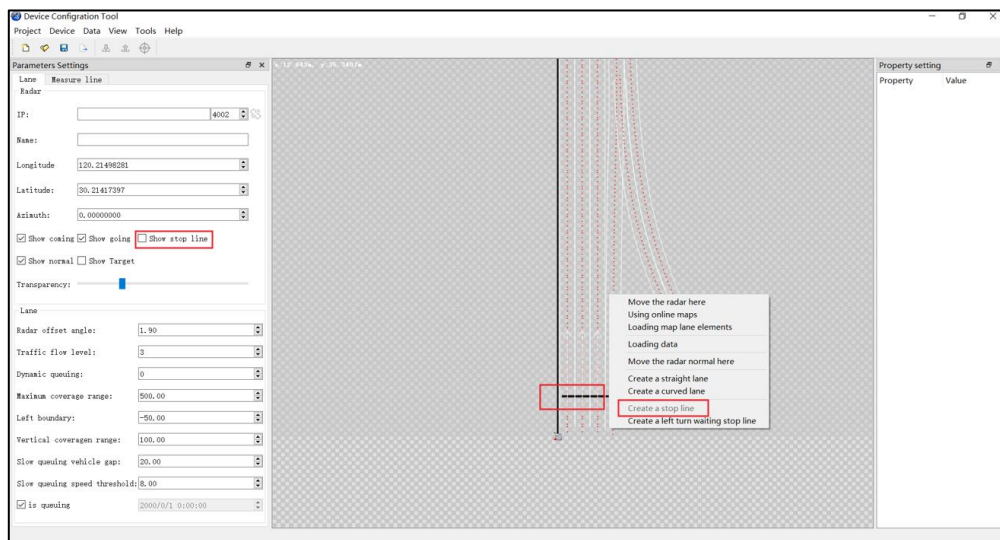 Device Configration Tool
Project Device Data View Tools Help
Parameters Settings
Lane Measure line
Radar
IP: 4002
Name:
Longitude 120.21498281
Latitude: 30.21417397
Azimuth: 0.00000000
Show coming Show going Show stop line
Show normal Show Target
Transparency:
Lane
Radar offset angle: 1.90
Traffic flow level: 3
Dynamic queuing: 0
Maximum coverage range: 500.00
Left boundary: -50.00
Vertical coveragen range: 100.00
Slow queuing vehicle gap: 20.00
Slow queuing speed threshold: 8.00
is queuing 2000/0/1 0:00:00
Move the radar here
Using online maps
Loading map lane elements
Loading data
Move the radar normal here
Create a straight lane
Create a curved lane
Create a stop line
Create a left turn waiting stop line
Property setting
Property Value